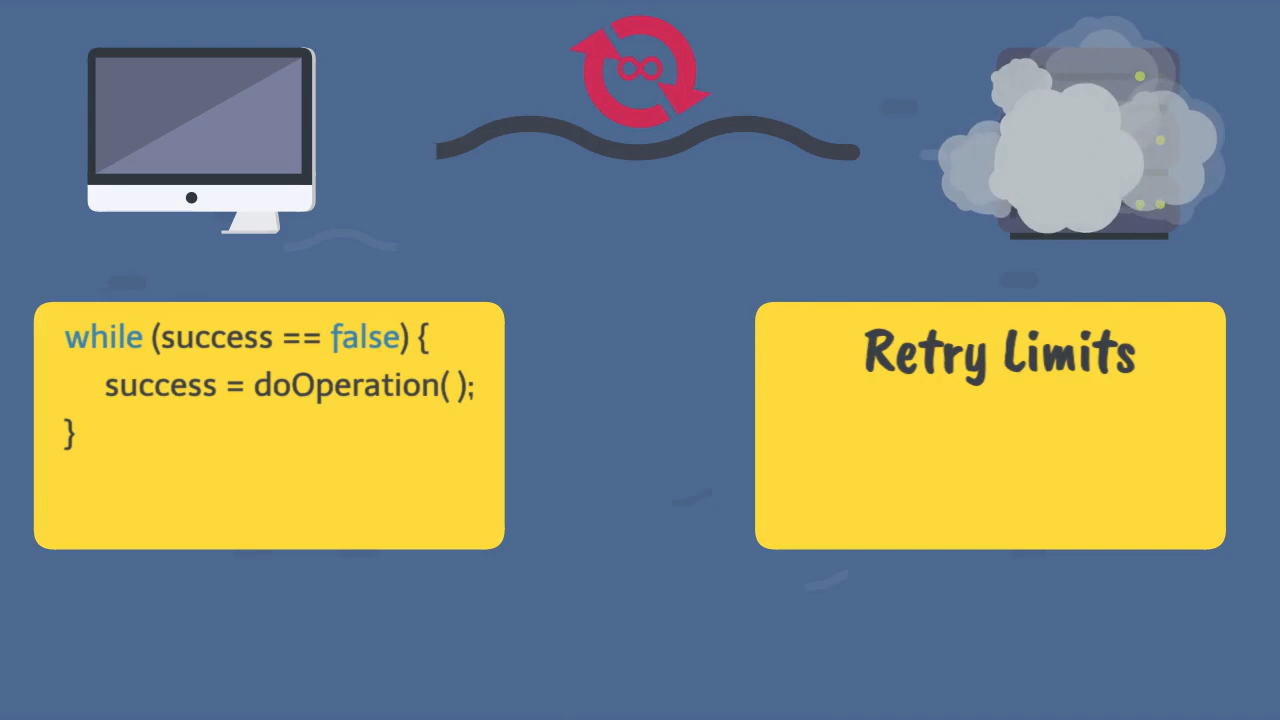 while (success == false) {
success = doOperation( );
}
Retry Limits